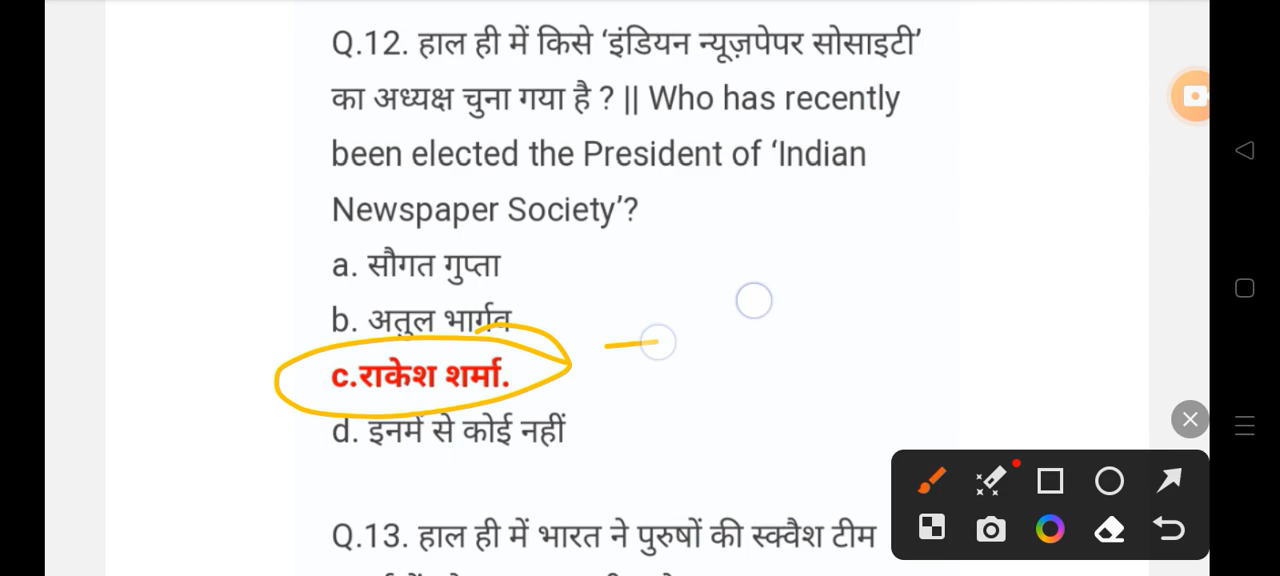 Q.12. हाल ही में किसे ‘इंडियन न्यूज़पेपर सोसाइटी’
का अध्यक्ष चुना गया है ? || Who has recently
been elected the President of ‘Indian
Newspaper Society’?
a. सौगत गुप्ता
b. अतुल भार्गव
c.राकेश शर्मा.
d. इनमें से कोई नहीं
Q.13. हाल ही में भारत ने पुरुषों की स्क्वैश टीम